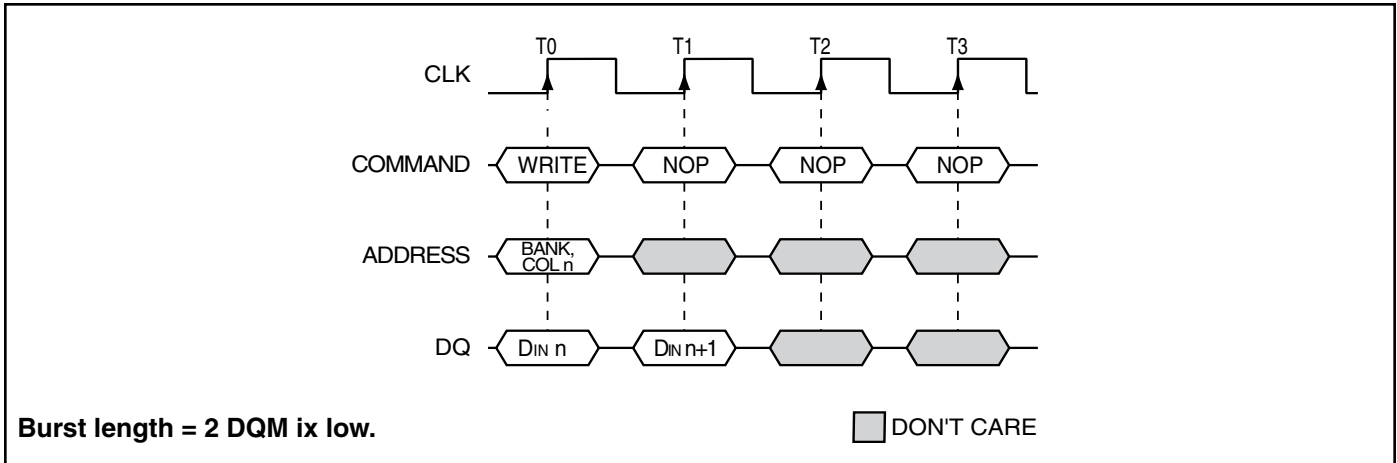 T0 T1 T2 T3
CLK
COMMAND WRITE NOP NOP NOP
ADDRESS BANK,
COL n
DQ DIN n DIN n+1
Burst length = 2 DQM ix low. DON'T CARE